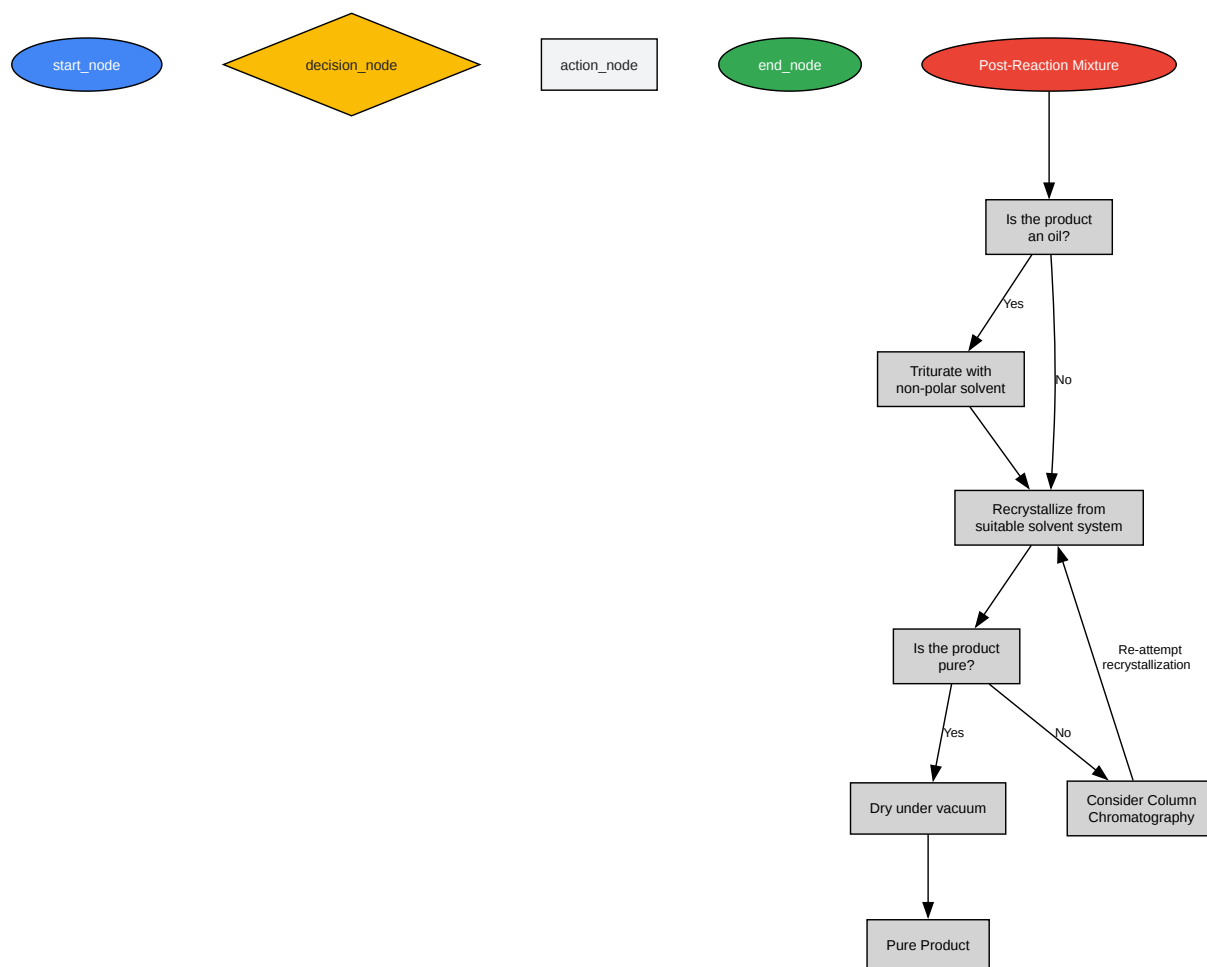 start_node
decision_node
action_node
end_node
Post-Reaction Mixture
Is the product
an oil?
Yes
Triturate with
non-polar solvent
No
Recrystallize from
suitable solvent system
Is the product
pure?
Re-attempt
recrystallization
Yes
No
Dry under vacuum
Consider Column
Chromatography
Pure Product